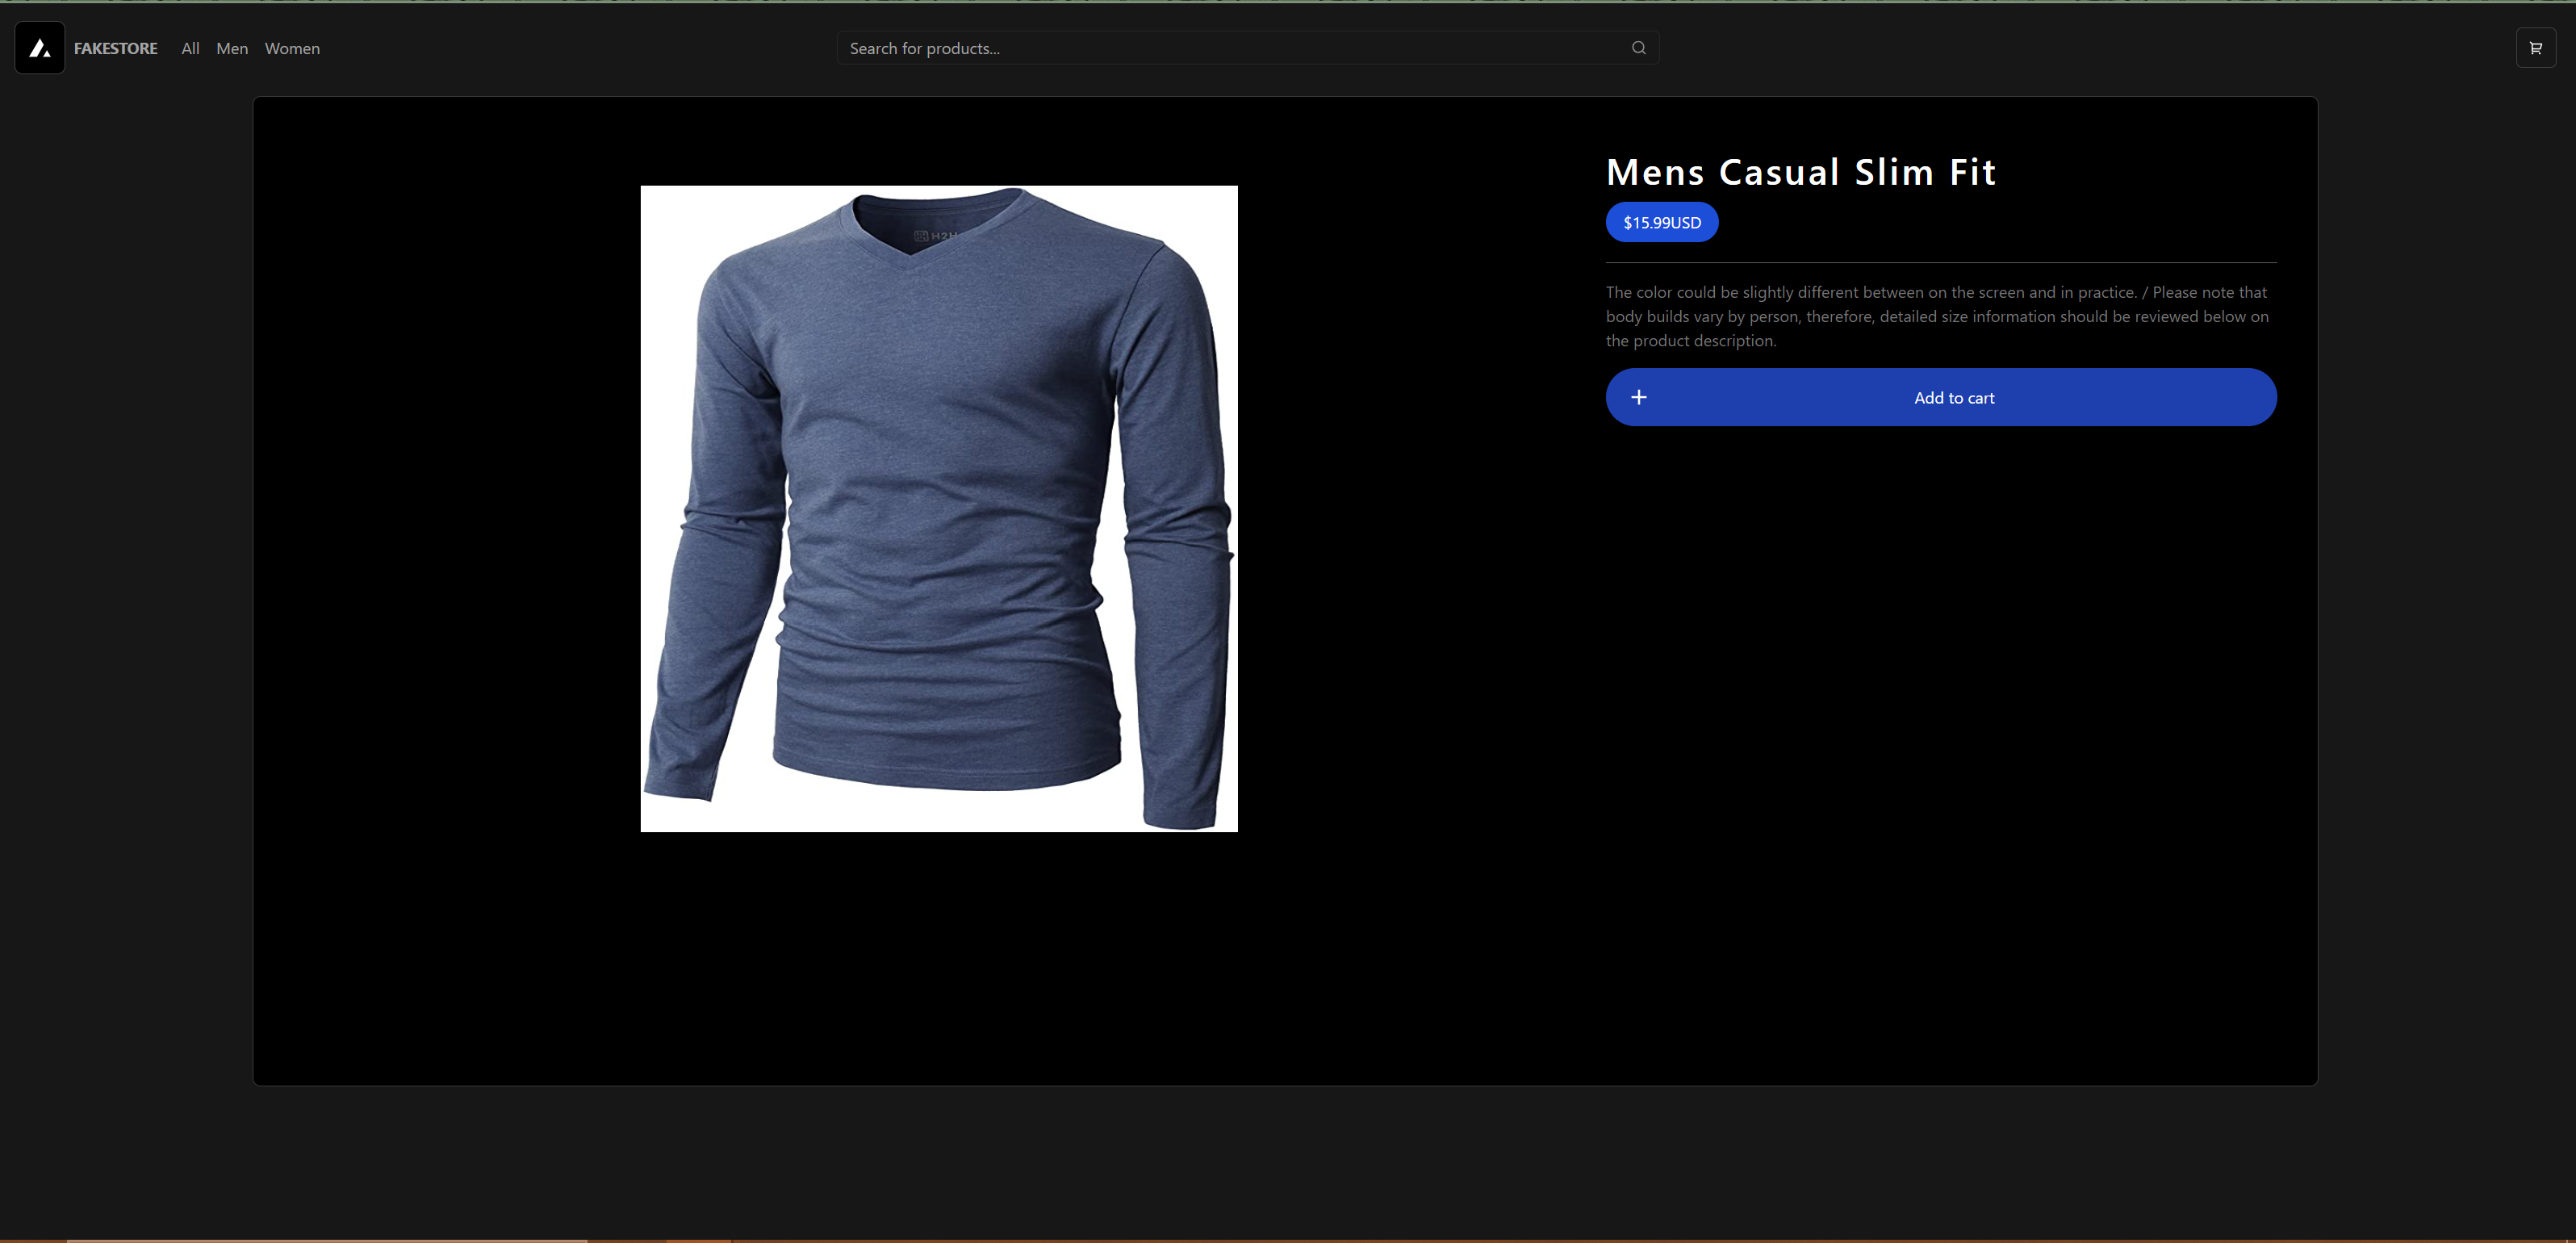 FAKESTORE
All
Men
Women
Search for products...
Mens Casual Slim Fit
$15.99USD
The color could be slightly different between on the screen and in practice. / Please note that
body builds vary by person, therefore, detailed size information should be reviewed below on
the product description.
Add to cart